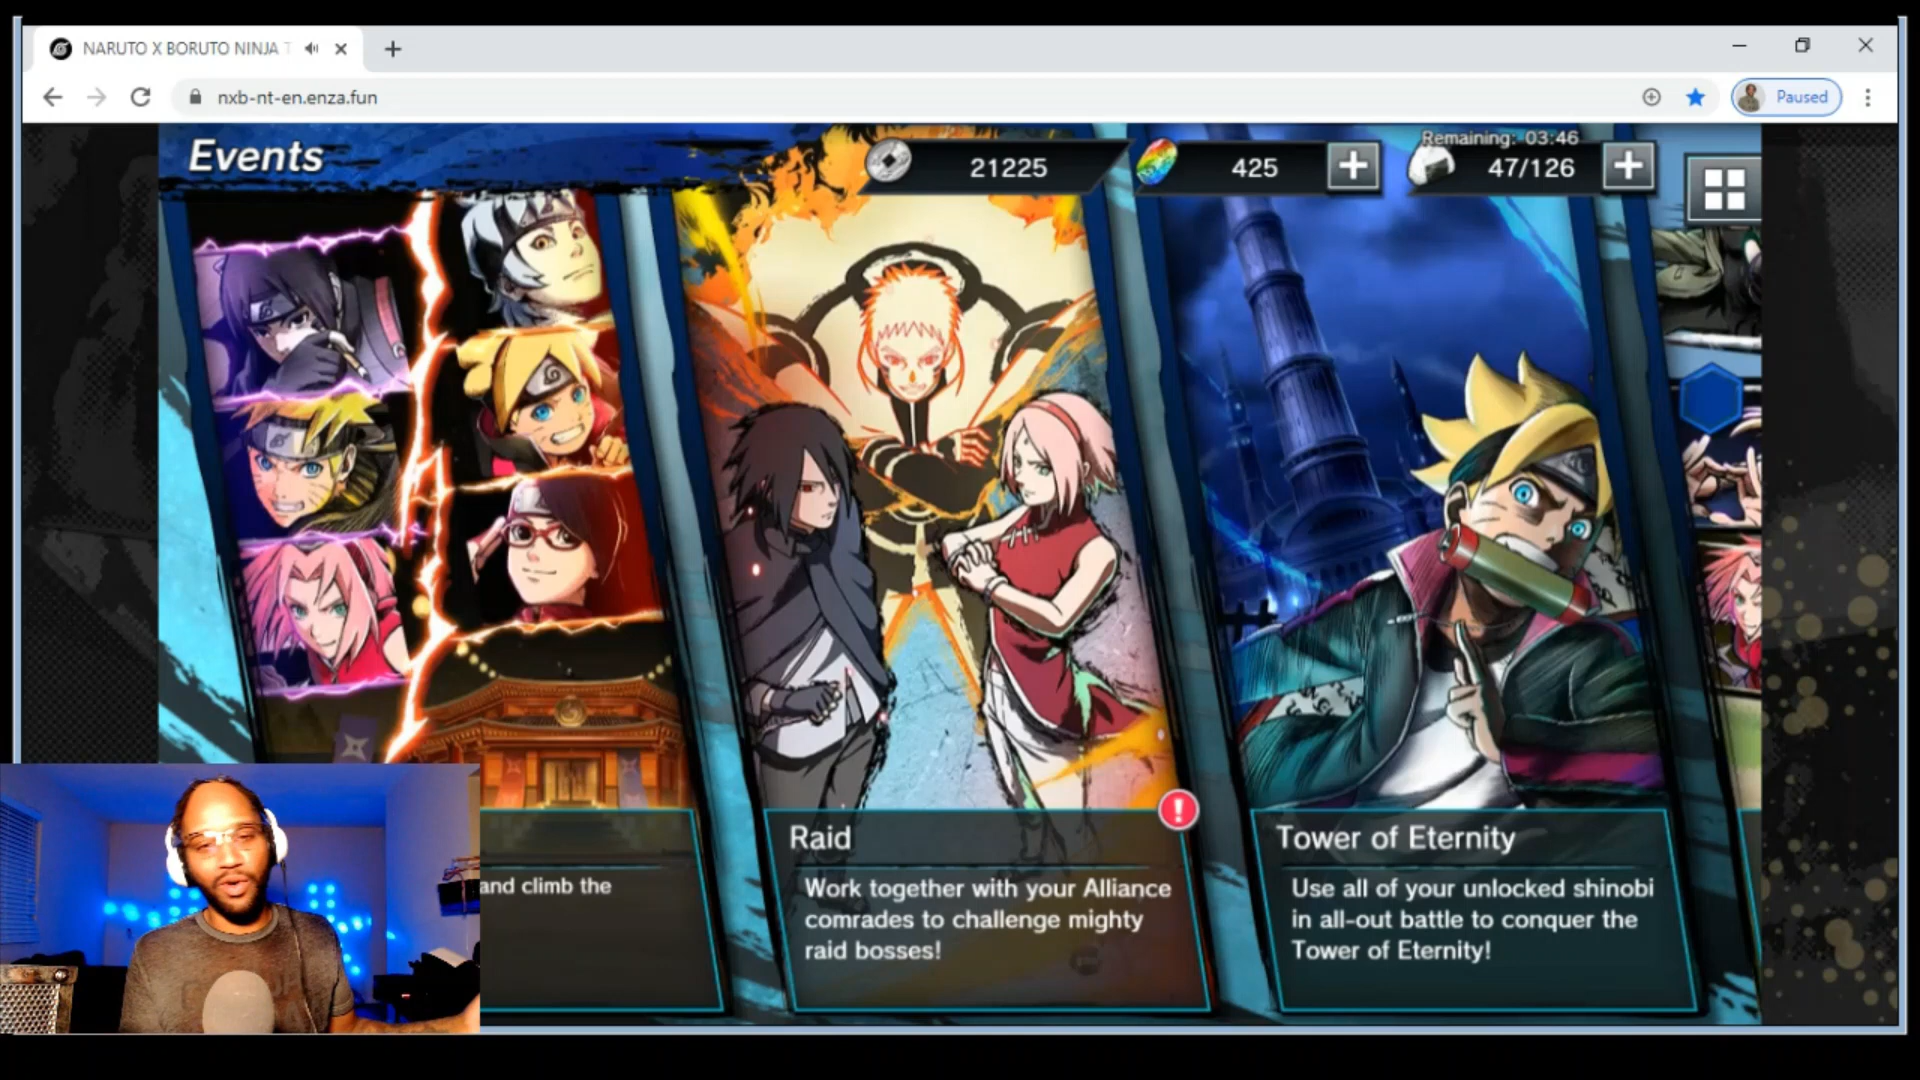 NARUTO X BORUTO NINJA T
nxb-nt-en.enza.fun
Paused
Events
21225
425
Remaining: 03:46
47/126
and climb the
Raid
Work together with your Alliance
comrades to challenge mighty
raid bosses!
Tower of Eternity
Use all of your unlocked shinobi
in all-out battle to conquer the
Tower of Eternity!